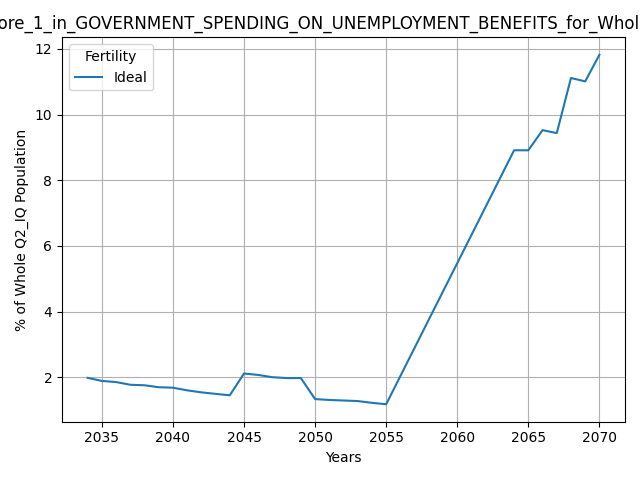 ore_1_in_GOVERNMENT_SPENDING_ON_UNEMPLOYMENT_BENEFITS_for_Whol
Fertility
Ideal
% of Whole Q2_IQ Population
12
10
8
6
4
2
2035 2040 2045 2050 2055 2060 2065 2070
Years